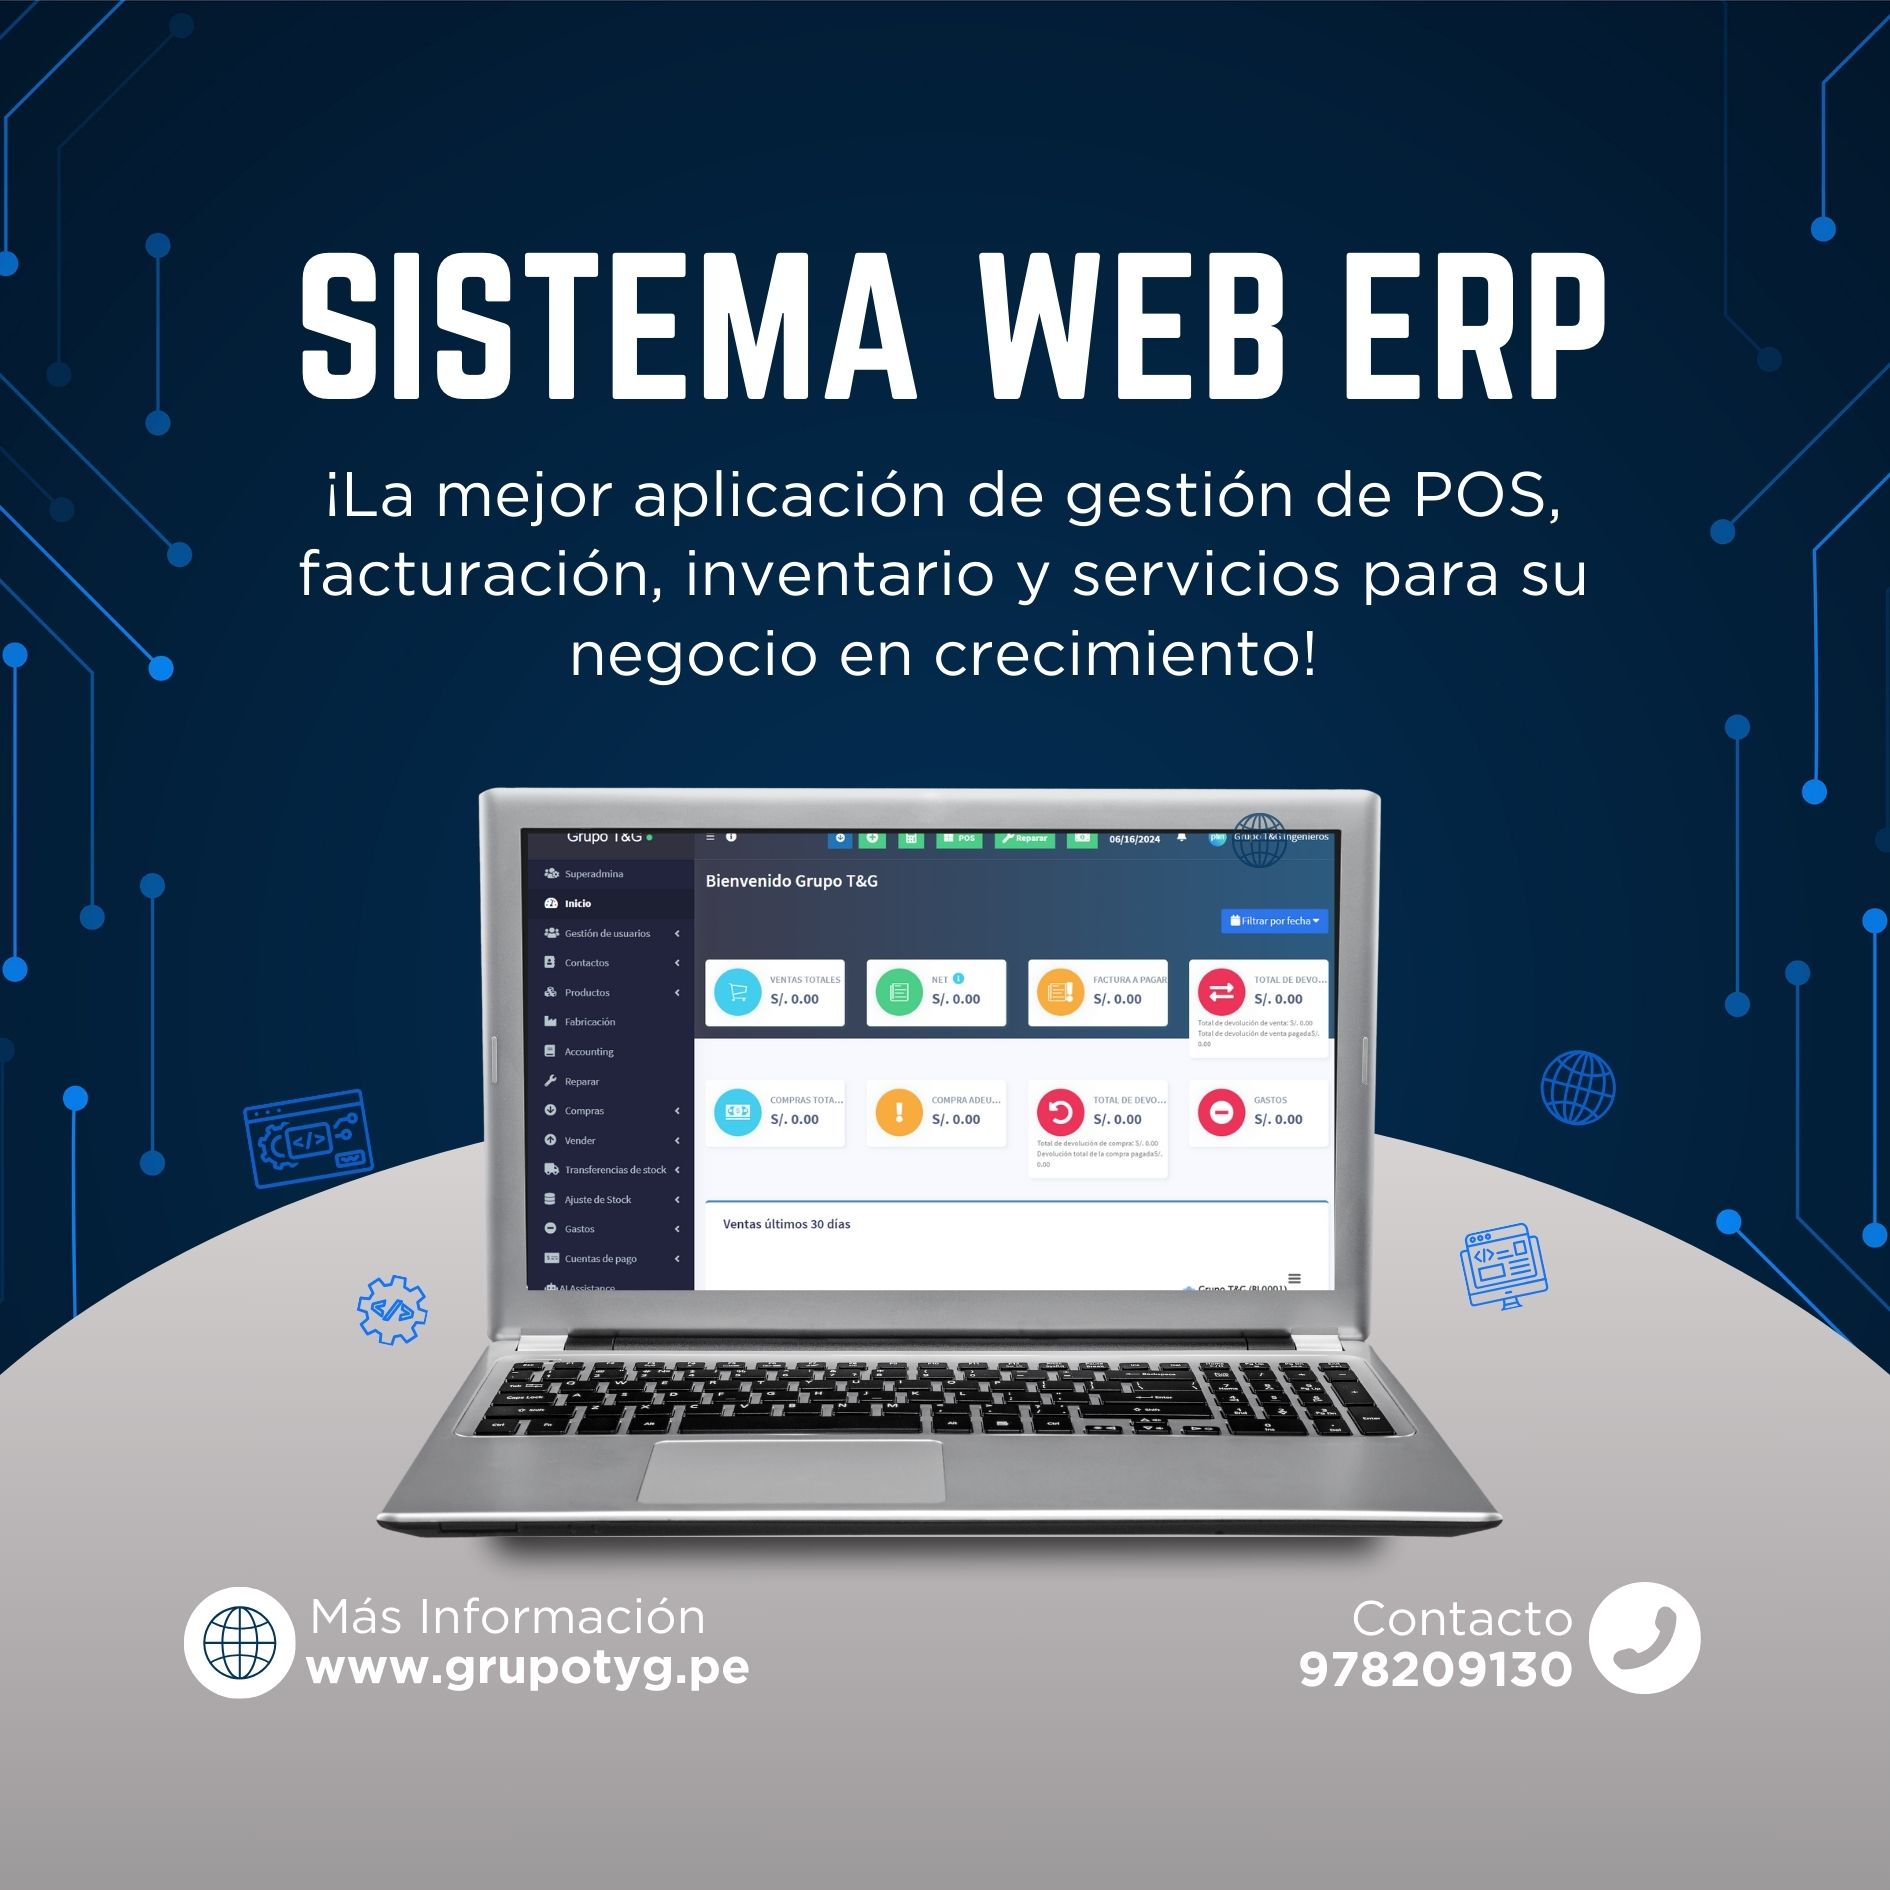 SISTEMA WEB ERP
¡La mejor aplicación de gestión de POS,
facturación, inventario y servicios para su
negocio en crecimiento!
Grupo T&G
POS
Reparar
06/16/2024
Grupo T&G Ingenieros
Superadmina
Inicio
Gestión de usuarios
Contactos
Productos
Fabricación
Accounting
Reparar
Compras
Vender
Transferencias de stock
Ajuste de Stock
Gastos
Cuentas de pago
AI Assistance
Bienvenido Grupo T&G
Filtrar por fecha
VENTAS TOTALES
S/. 0.00
NET
S/. 0.00
FACTURA A PAGAR
S/. 0.00
TOTAL DE DEVO...
S/. 0.00
Total de devolución de venta: S/. 0.00
Total de devolución de venta pagadaS/.
0.00
COMPRAS TOTA...
S/. 0.00
COMPRA ADEU...
S/. 0.00
TOTAL DE DEVO...
S/. 0.00
Total de devolución de compra: S/. 0.00
Devolución total de la compra pagadaS/.
0.00
GASTOS
S/. 0.00
Ventas últimos 30 días
Grupo T&G (BL0001)
Más Información
www.grupotyg.pe
Contacto
978209130